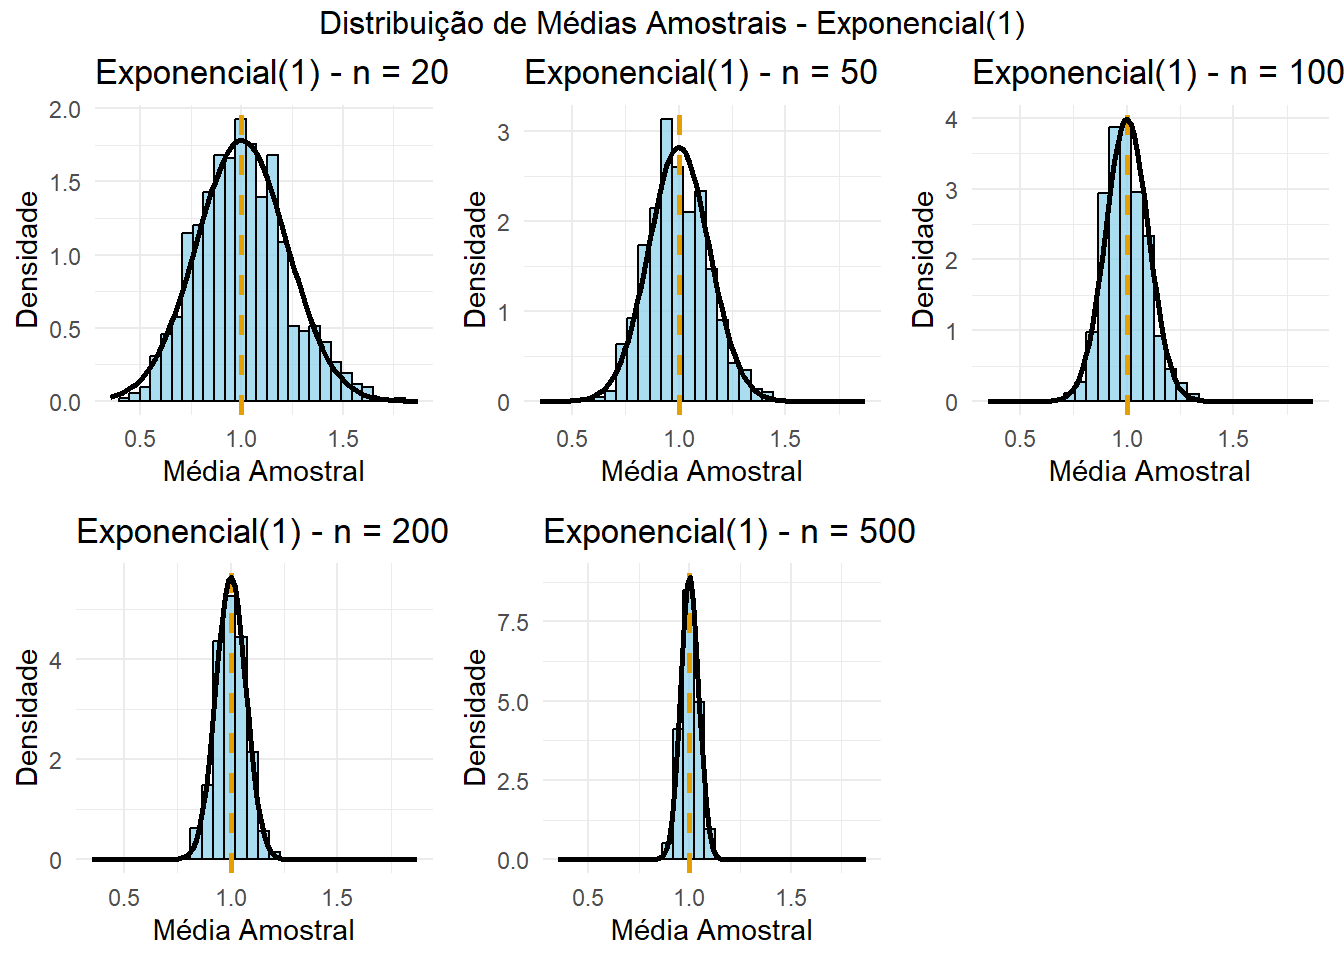 Distribuição de Médias Amostrais - Exponencial(1)
Exponencial(1) - n = 20
Densidade
2.0
1.5
1.0
0.5
0.0
0.5 1.0 1.5
Média Amostral
Exponencial(1) - n = 50
Densidade
3
2
1
0
0.5 1.0 1.5
Média Amostral
Exponencial(1) - n = 100
Densidade
4
3
2
1
0
0.5 1.0 1.5
Média Amostral
Exponencial(1) - n = 200
Densidade
4
2
0
0.5 1.0 1.5
Média Amostral
Exponencial(1) - n = 500
Densidade
7.5
5.0
2.5
0.0
0.5 1.0 1.5
Média Amostral